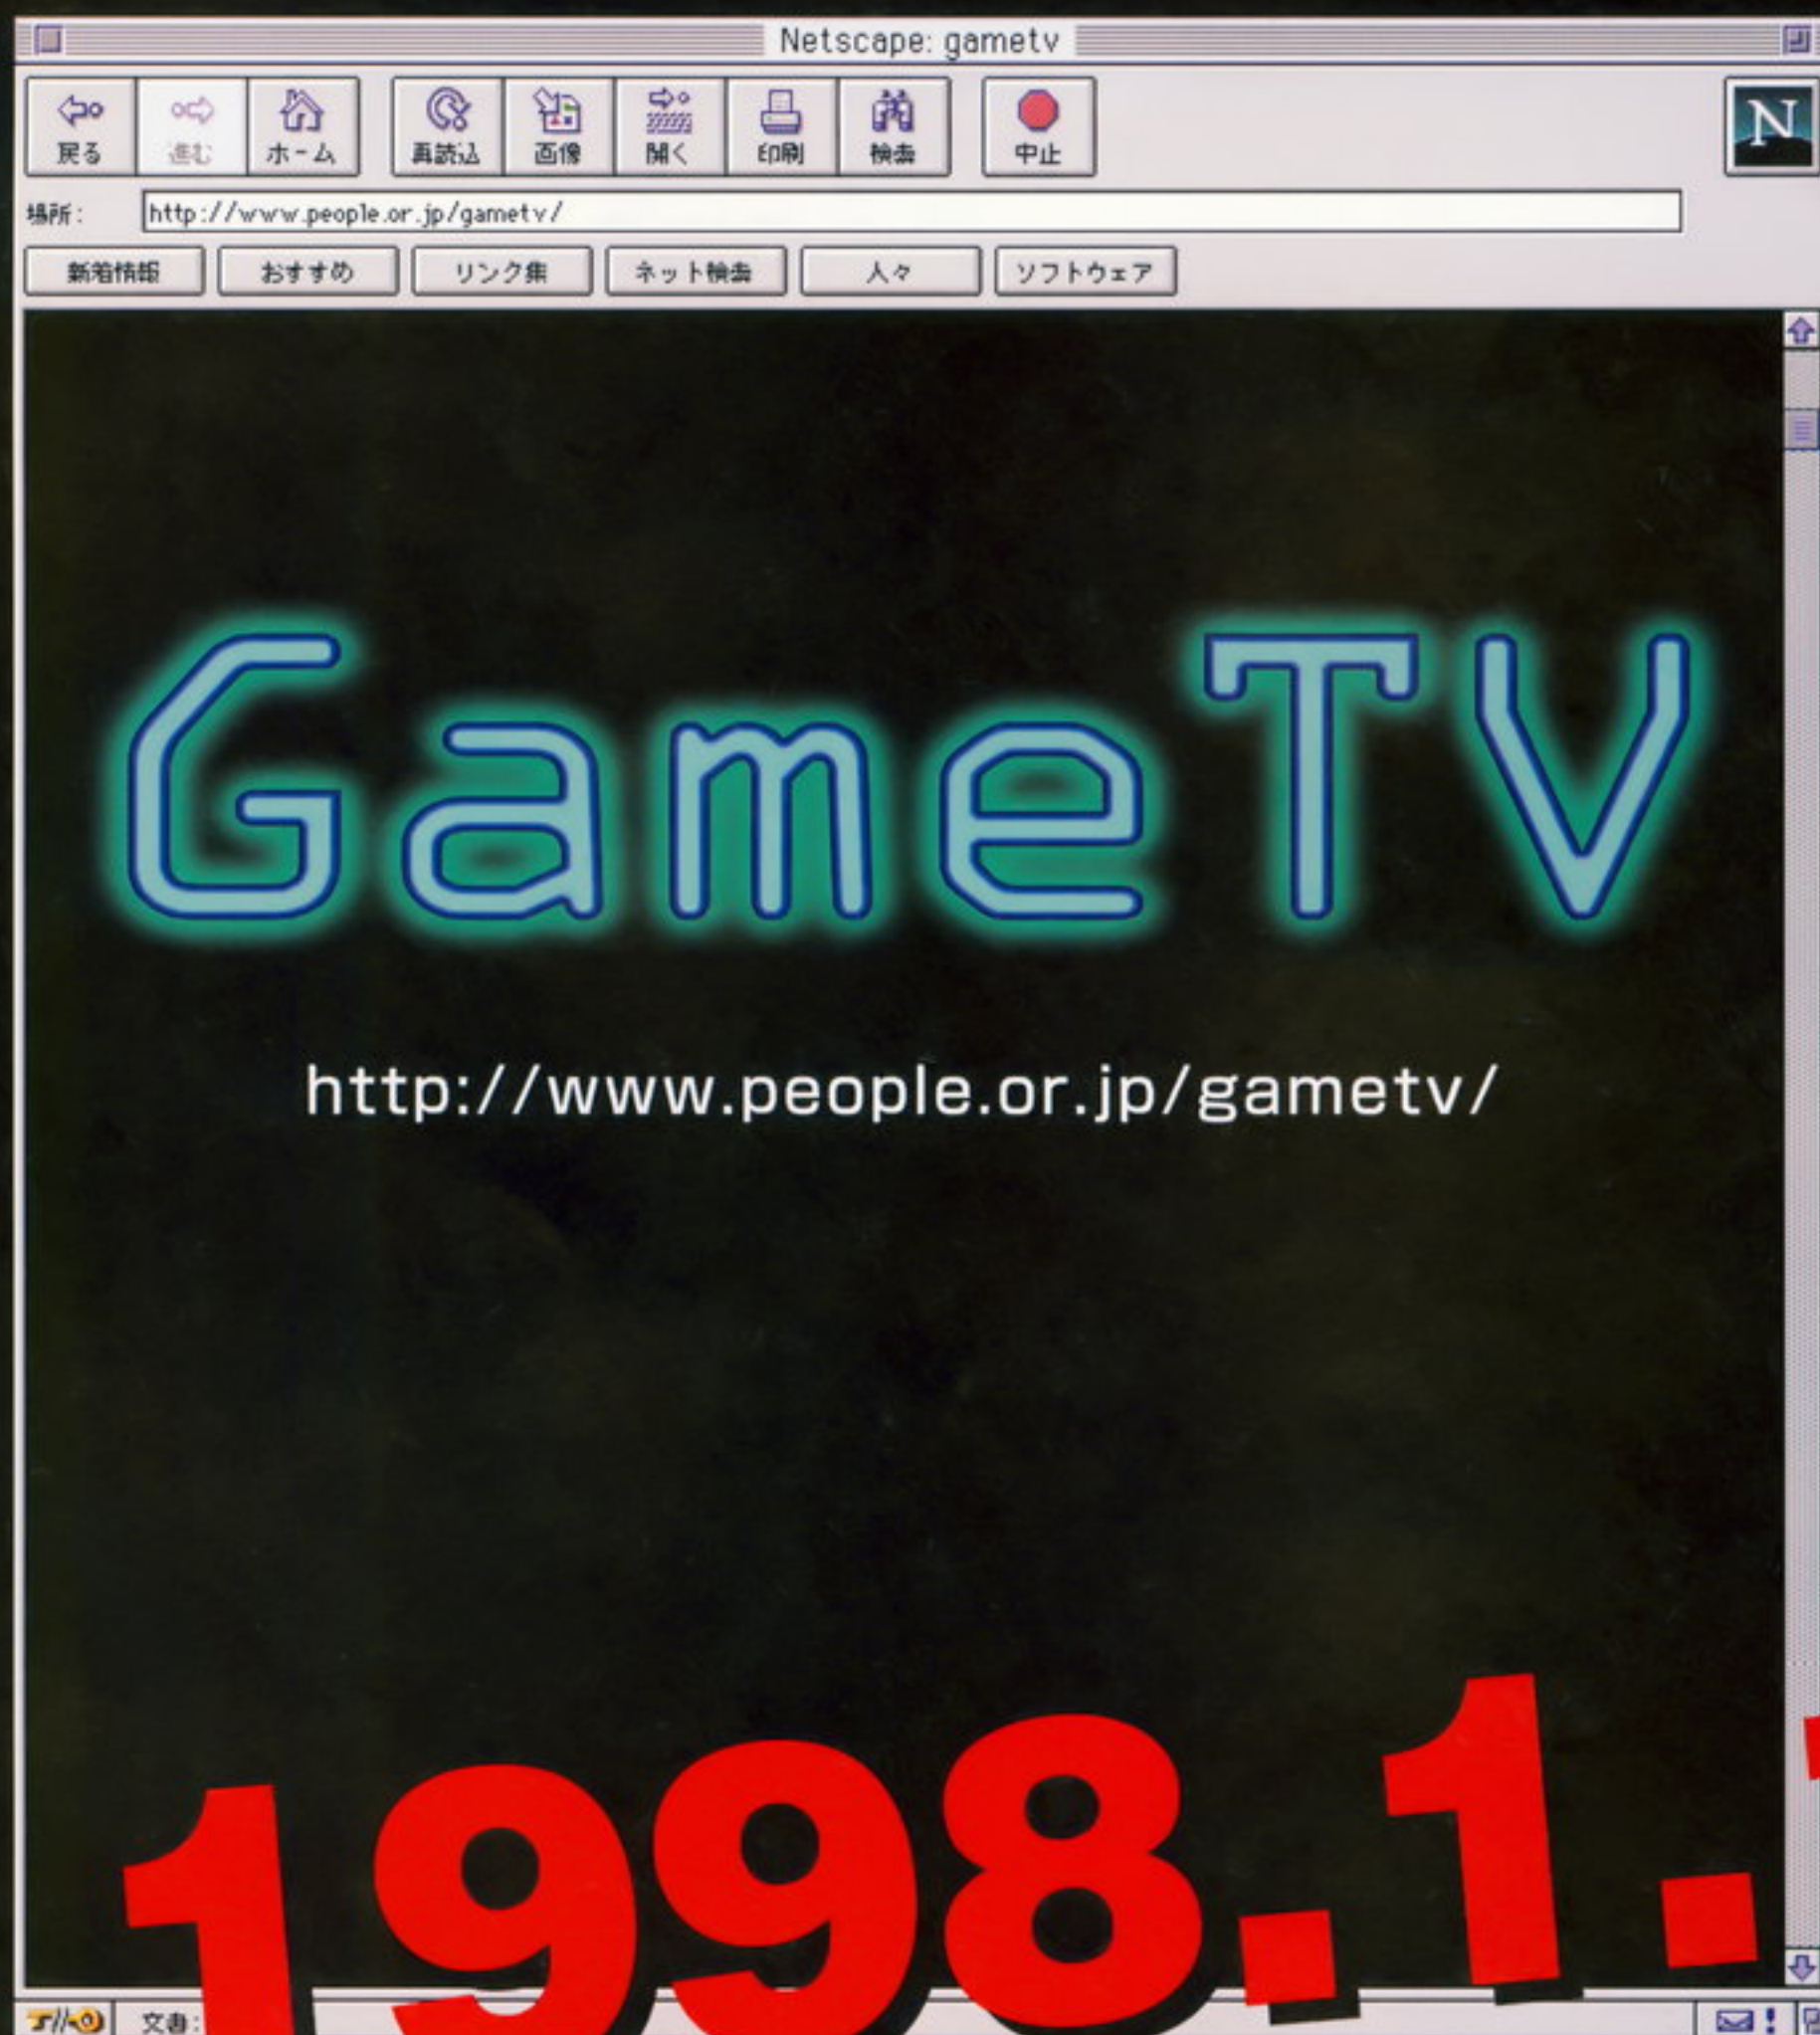 Netscape: gametv
戻る 進む ホーム 再読込 画像 開く 印刷 検索 中止 N
場所: http://www.people.or.jp/gametv/
新着情報 おすすめ リンク集 ネット検索 人々 ソフトウェア
GameTV
http://www.people.or.jp/gametv/
1998.1.
文書: